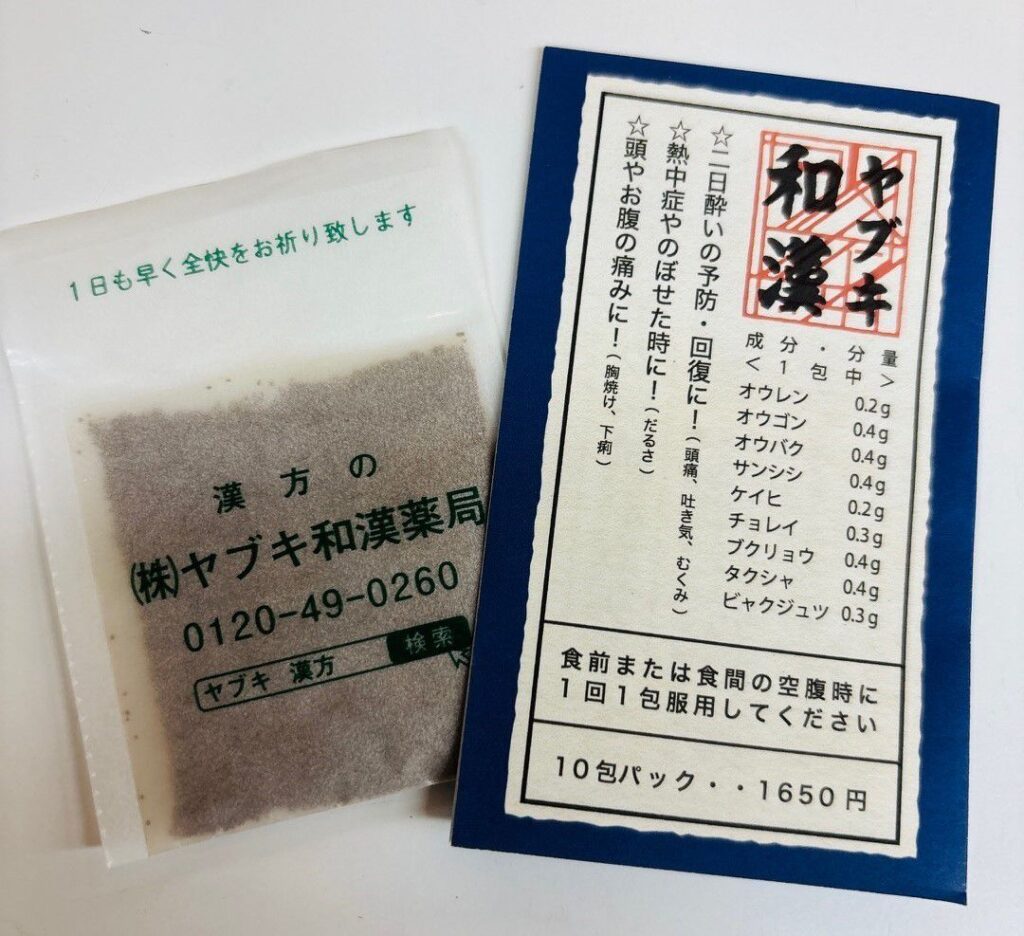 1日も早く全快をお祈り致します
漢方の
(株)ヤブキ和漢薬局
0120-49-0260
ヤブキ 漢方 検索
ヤブキ
和漢
☆二日酔いの予防・回復に！(頭痛、吐き気、むくみ)
☆熱中症やのぼせた時に！(だるさ)
☆頭やお腹の痛みに！(胸焼け、下痢)
成分・分量
<1包中>
オウレン 0.2g
オウゴン 0.4g
オウバク 0.4g
サンシシ 0.4g
ケイヒ 0.2g
チョレイ 0.3g
ブクリョウ 0.4g
タクシャ 0.4g
ビャクジュツ 0.3g
食前または食間の空腹時に
1回1包服用してください
10包パック・・1650円